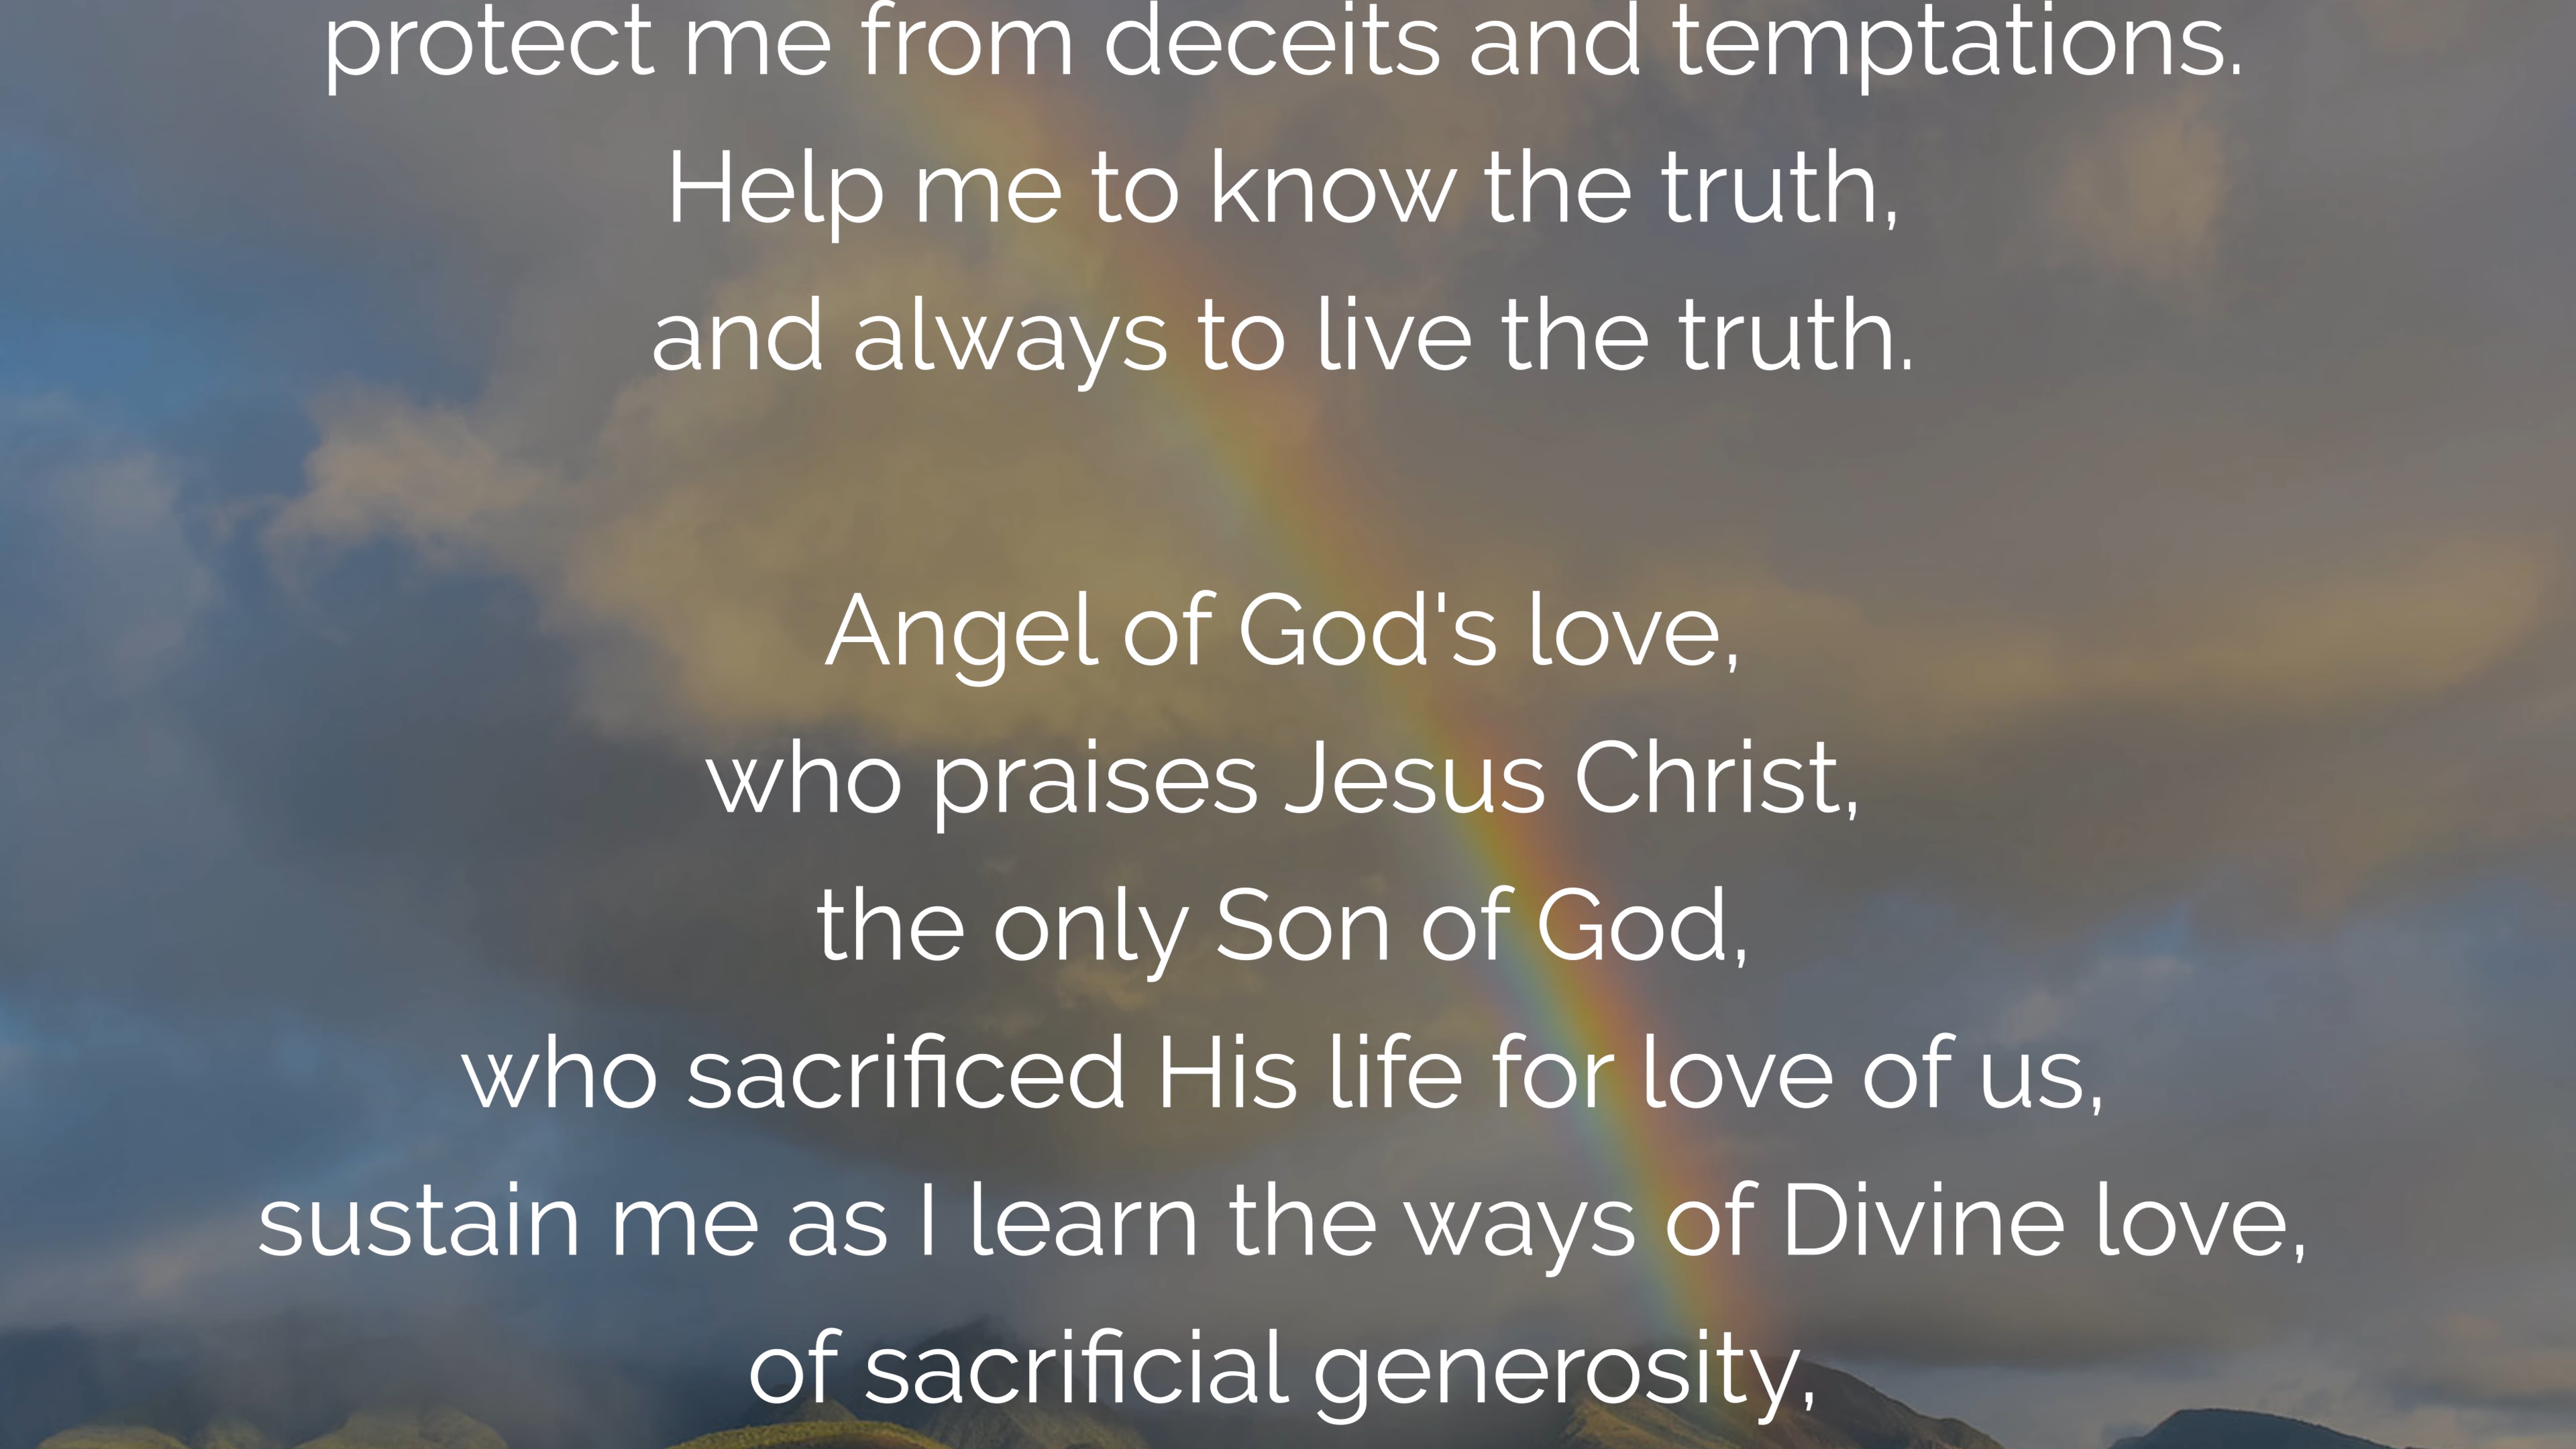 protect me from deceits and temptations.
Help me to know the truth,
and always to live the truth.
Angel of God's love,
who praises Jesus Christ,
the only Son of God,
who sacrificed His life for love of us,
sustain me as I learn the ways of Divine love,
of sacrificial generosity,